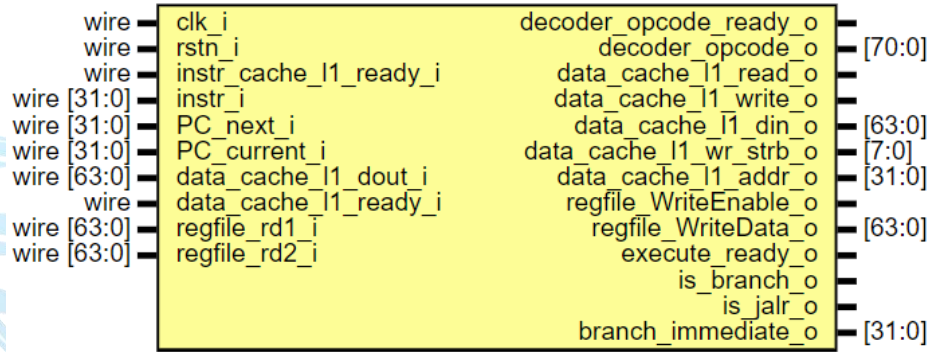 wire clk_i decoder_opcode_ready_o
wire rstn_i decoder_opcode_o [70:0]
wire instr_cache_l1_ready_i data_cache_l1_read_o
wire [31:0] instr_i data_cache_l1_write_o
wire [31:0] PC_next_i data_cache_l1_din_o [63:0]
wire [31:0] PC_current_i data_cache_l1_wr_strb_o [7:0]
wire [63:0] data_cache_l1_dout_i data_cache_l1_addr_o [31:0]
wire data_cache_l1_ready_i regfile_WriteEnable_o
wire [63:0] regfile_rd1_i regfile_WriteData_o [63:0]
wire [63:0] regfile_rd2_i execute_ready_o
is_branch_o
is_jalr_o
branch_immediate_o [31:0]